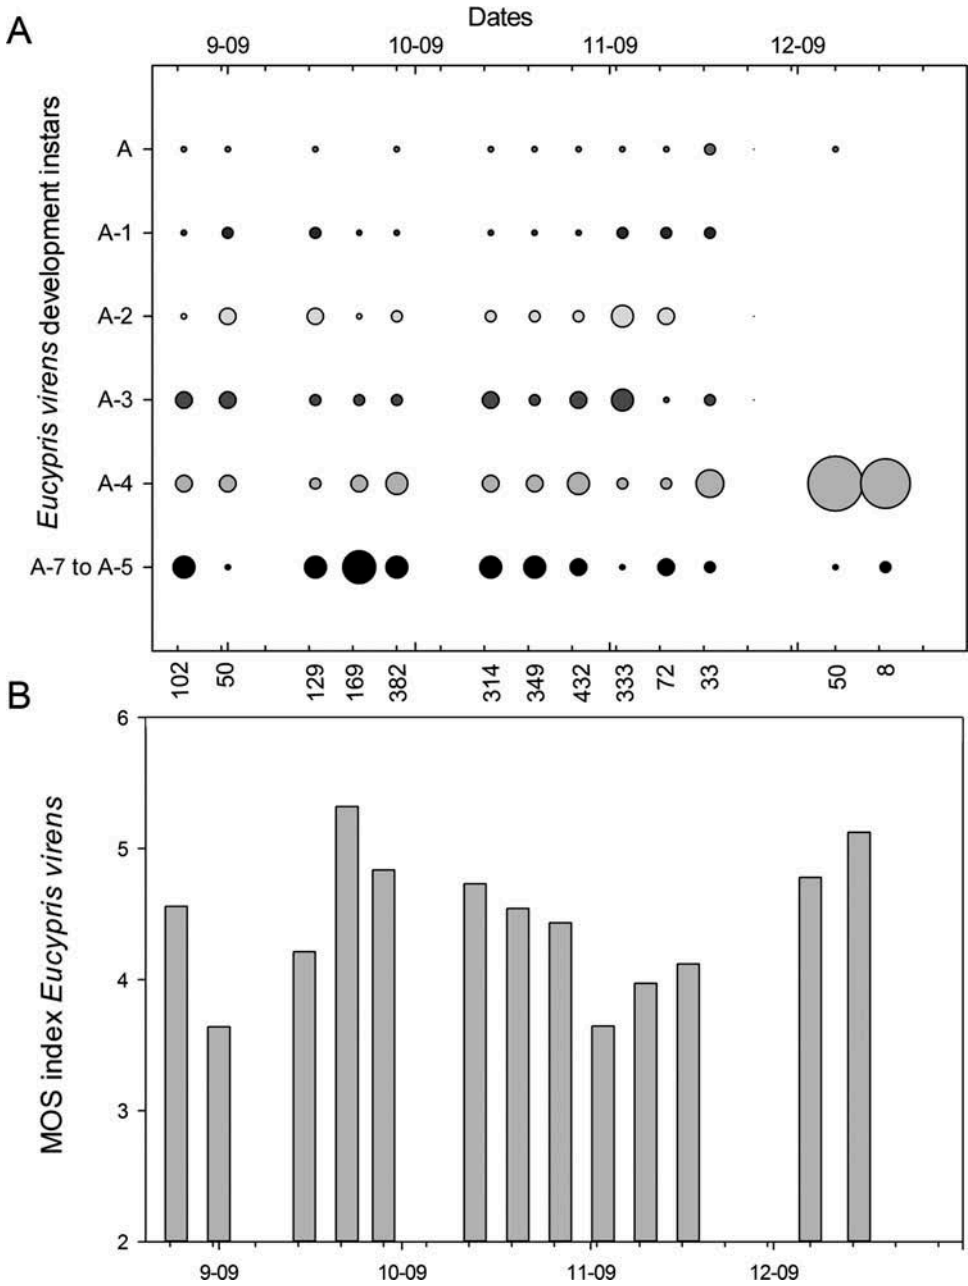 A
Dates
9-09 10-09 11-09 12-09
Eucypris virens development instars
A
A-1
A-2
A-3
A-4
A-7 to A-5
102 50 129 169 382 314 349 432 333 72 33 50 8
B
MOS index Eucypris virens
6
5
4
3
2
9-09 10-09 11-09 12-09